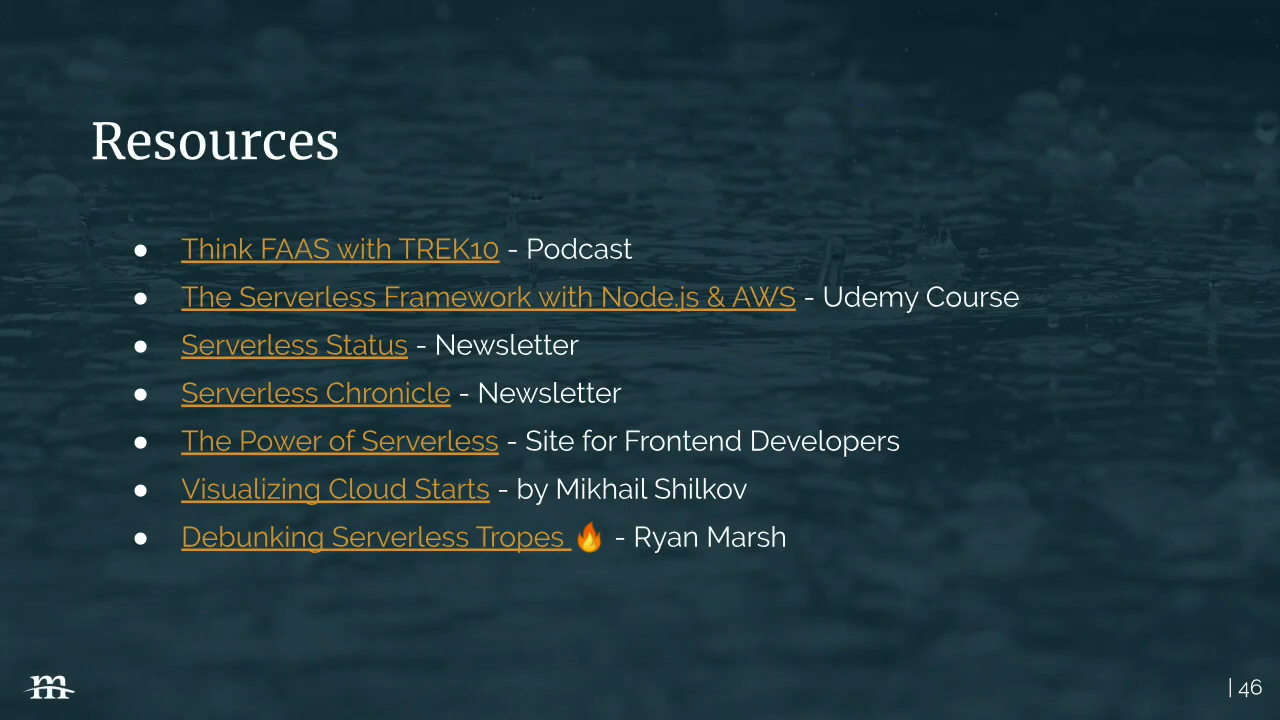 Resources
● Think FAAS with TREK10 - Podcast
● The Serverless Framework with Node.js & AWS - Udemy Course
● Serverless Status - Newsletter
● Serverless Chronicle - Newsletter
● The Power of Serverless - Site for Frontend Developers
● Visualizing Cloud Starts - by Mikhail Shilkov
● Debunking Serverless Tropes 🔥 - Ryan Marsh
m
| 46